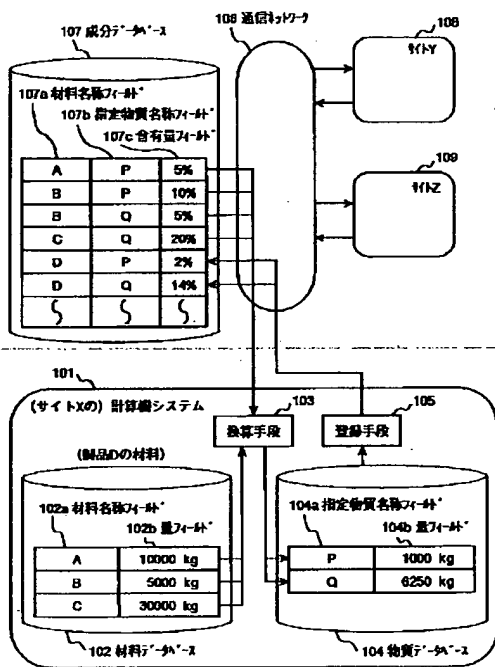 106 通信ネットワーク
107 成分データベース
107a 材料名称フィールド
107b 指定物質名称フィールド
107c 含有量フィールド
A P 5%
B P 10%
B Q 5%
C Q 20%
D P 2%
D Q 14%
108
サイトY
109
サイトZ
101
(サイトXの) 計算機システム
103
換算手段
105
登録手段
(製品Dの材料)
102a 材料名称フィールド
102b 量フィールド
A 10000 kg
B 5000 kg
C 30000 kg
102 材料データベース
104a 指定物質名称フィールド
104b 量フィールド
P 1000 kg
Q 6250 kg
104 物質データベース